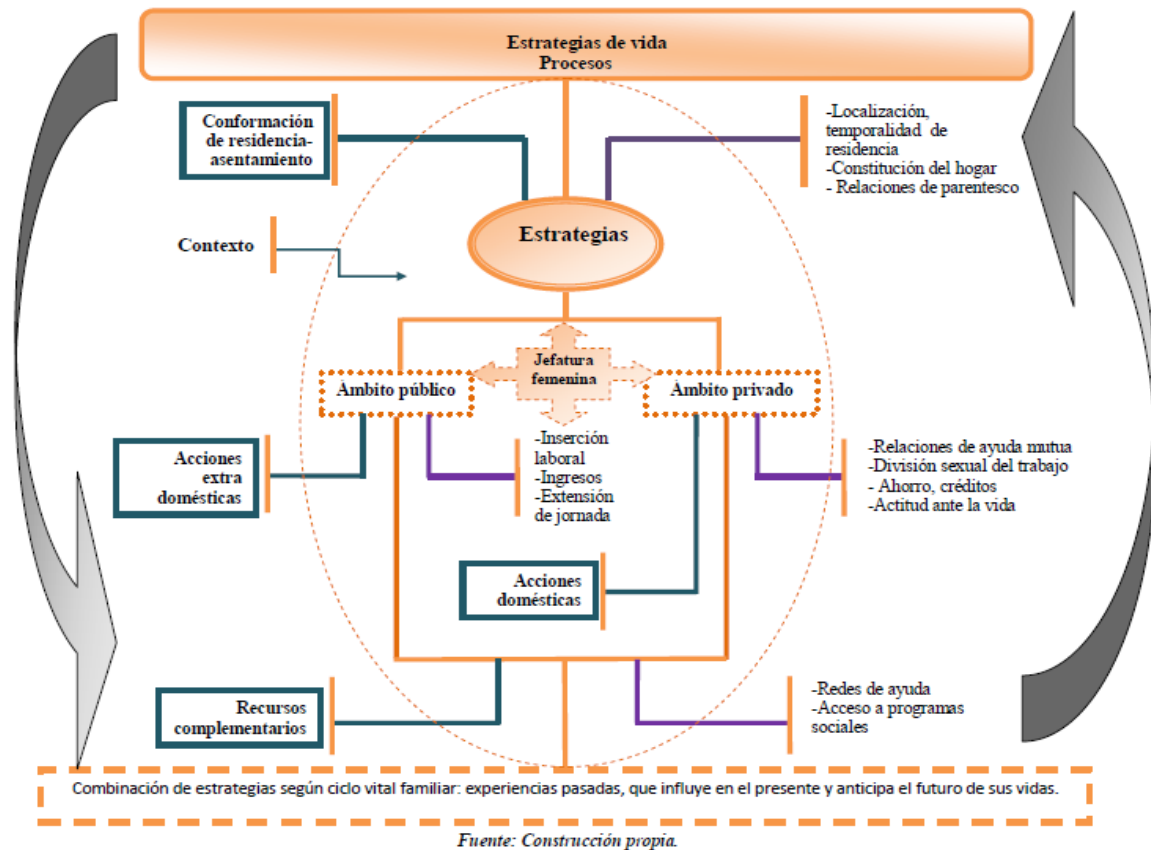 Estrategias de vida
Procesos
Conformación
de residencia-
asentamiento
-Localización,
temporalidad de
residencia
-Constitución del hogar
- Relaciones de parentesco
Estrategias
Contexto
Jefatura
femenina
Ámbito público
Ámbito privado
Acciones
extra
domésticas
-Inserción
laboral
-Ingresos
-Extensión
de jornada
-Relaciones de ayuda mutua
-División sexual del trabajo
- Ahorro, créditos
-Actitud ante la vida
Acciones
domésticas
Recursos
complementarios
-Redes de ayuda
-Acceso a programas
sociales
Combinación de estrategias según ciclo vital familiar: experiencias pasadas, que influye en el presente y anticipa el futuro de sus vidas.
Fuente: Construcción propia.